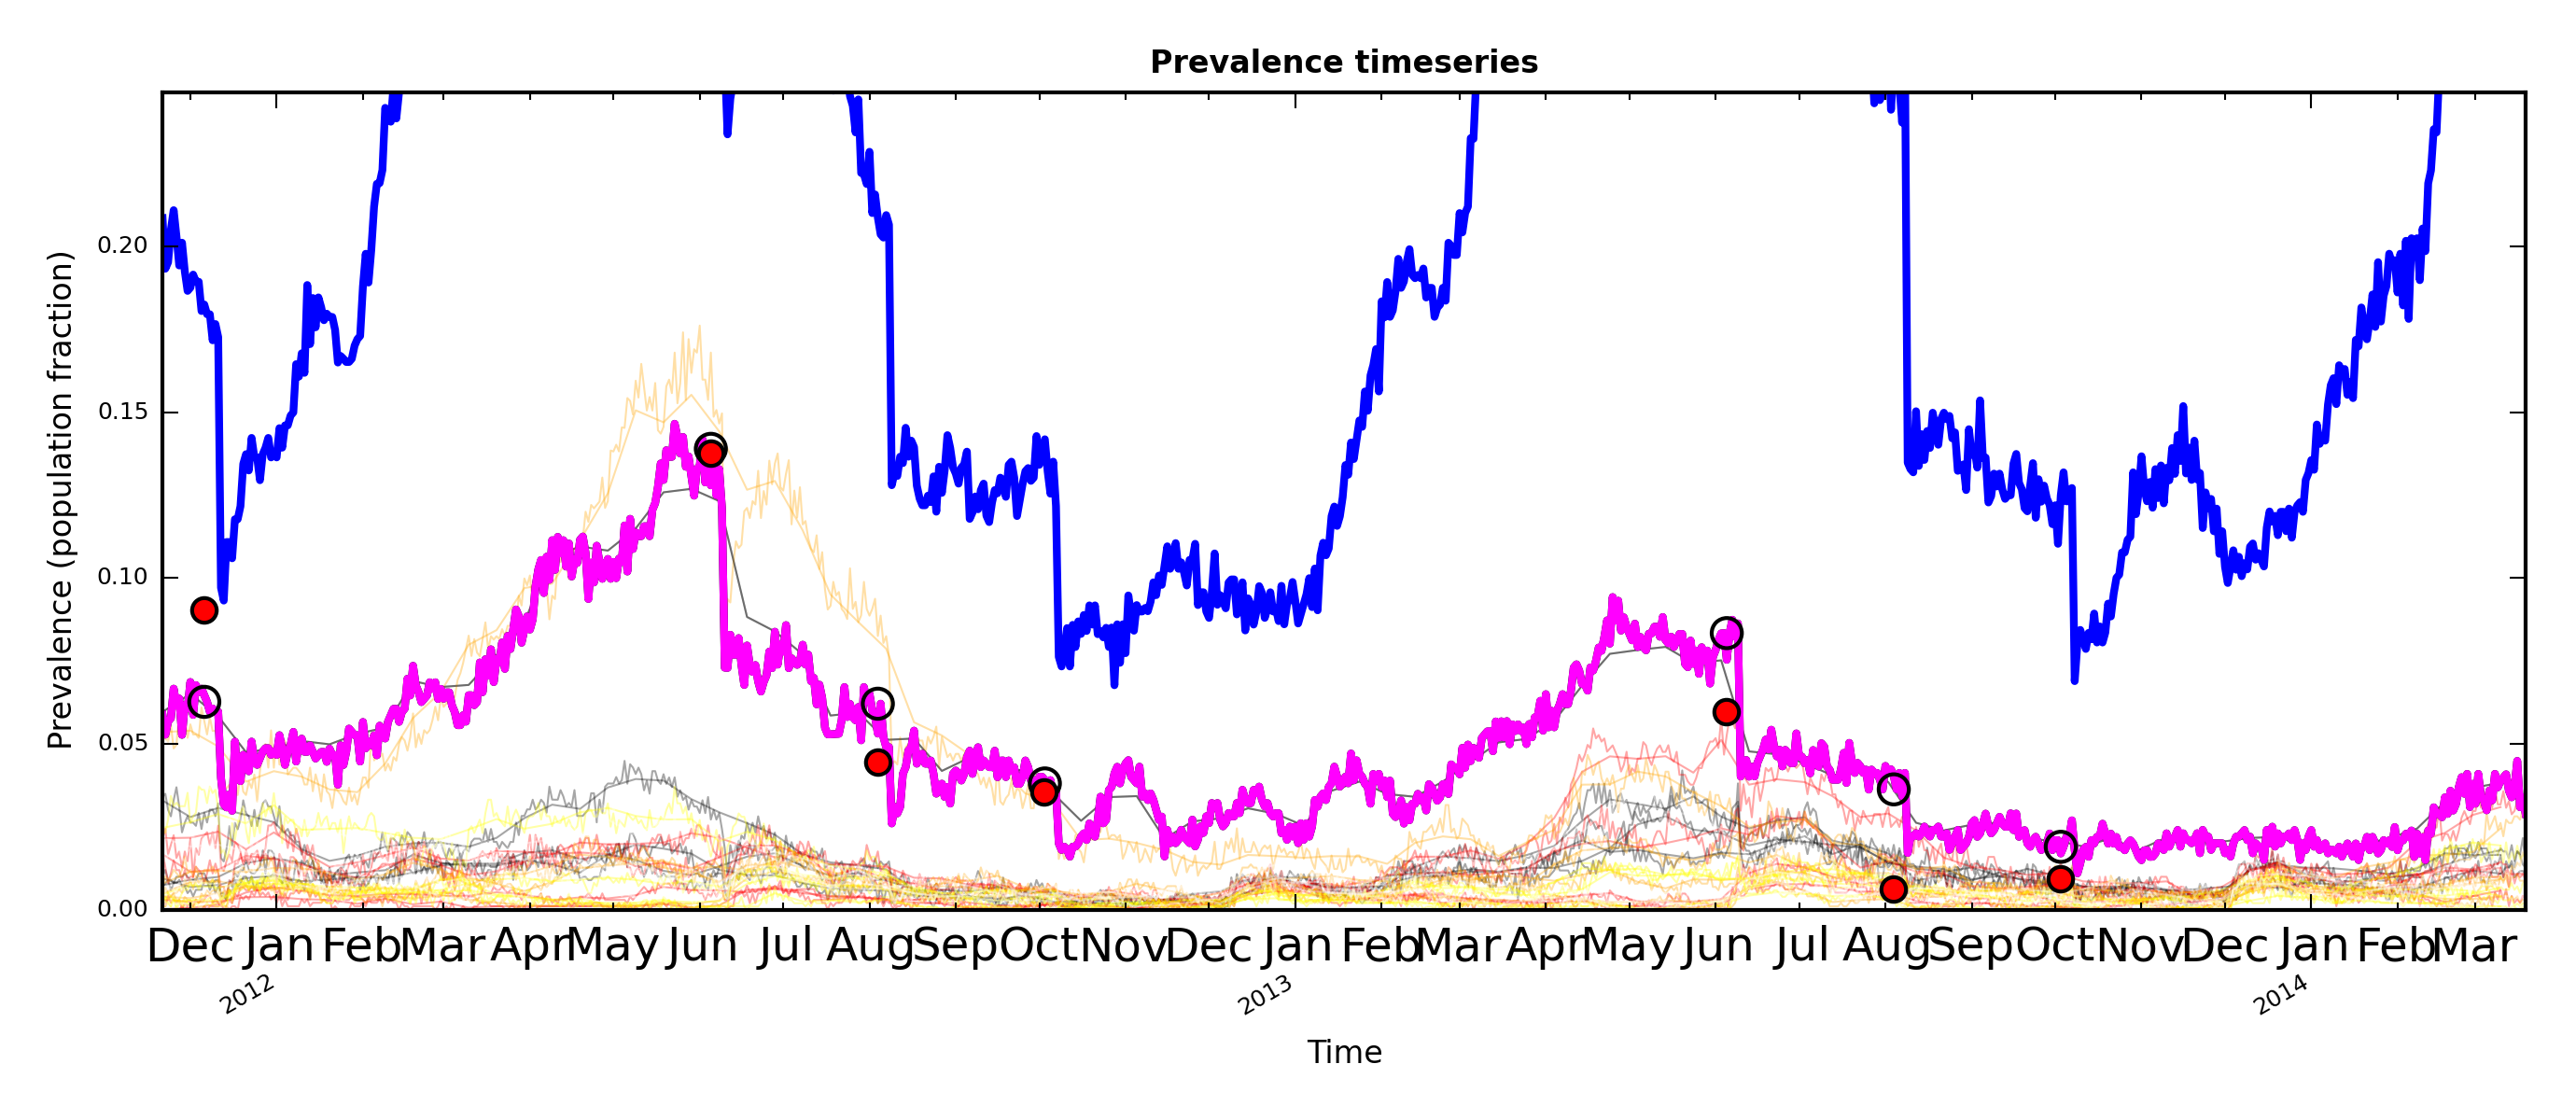 Prevalence timeseries
Prevalence (population fraction)
0.20
0.15
0.10
0.05
0.00
Dec Jan Feb Mar Apr May Jun Jul Aug Sep Oct Nov Dec Jan Feb Mar Apr May Jun Jul Aug Sep Oct Nov Dec Jan Feb Mar
2012 2013 2014
Time